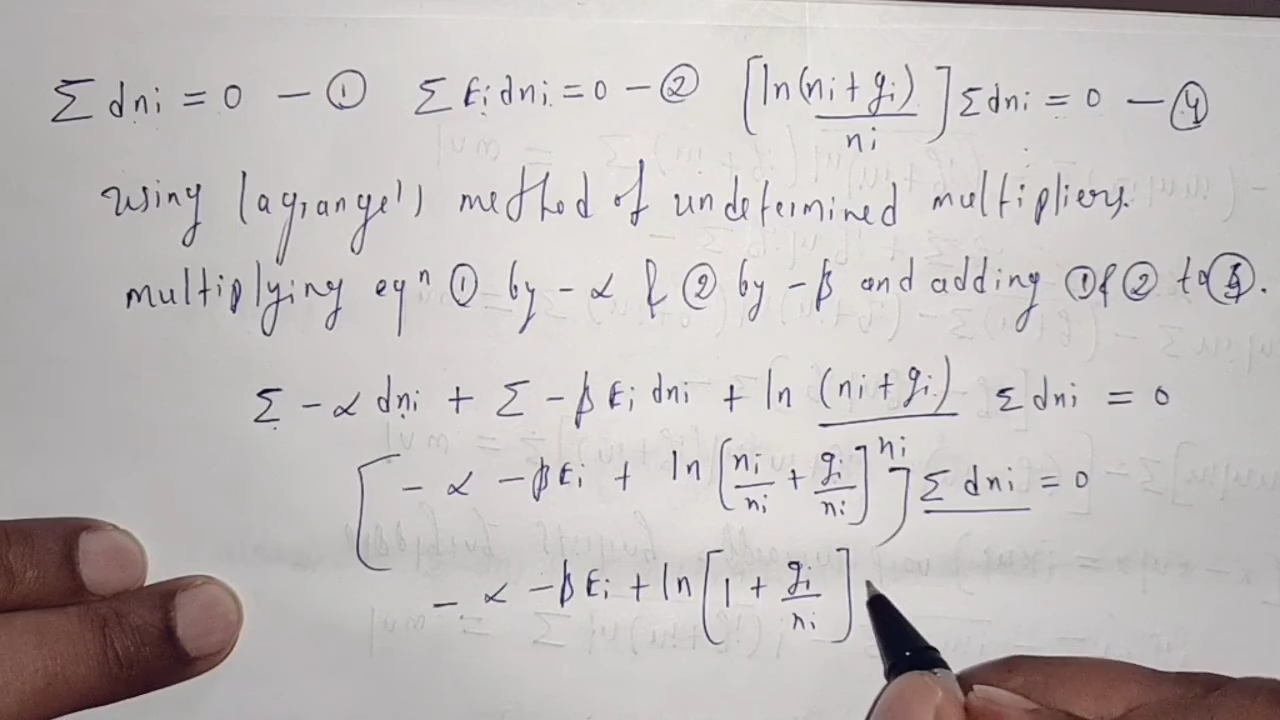 Σ dni = 0 — ① Σ Ei dni = 0 — ② [ln (ni + gi)/ni] Σ dni = 0 — ④
using Lagrange's method of undetermined multipliers.
multiplying eqⁿ ① by -α & ② by -β and adding ① & ② to ④.
Σ -α dni + Σ -β Ei dni + ln (ni + gi)/ni Σ dni = 0
[-α -βEi + ln [ni/ni + gi/ni]] Σ dni = 0
-α -βEi + ln [1 + gi/ni]